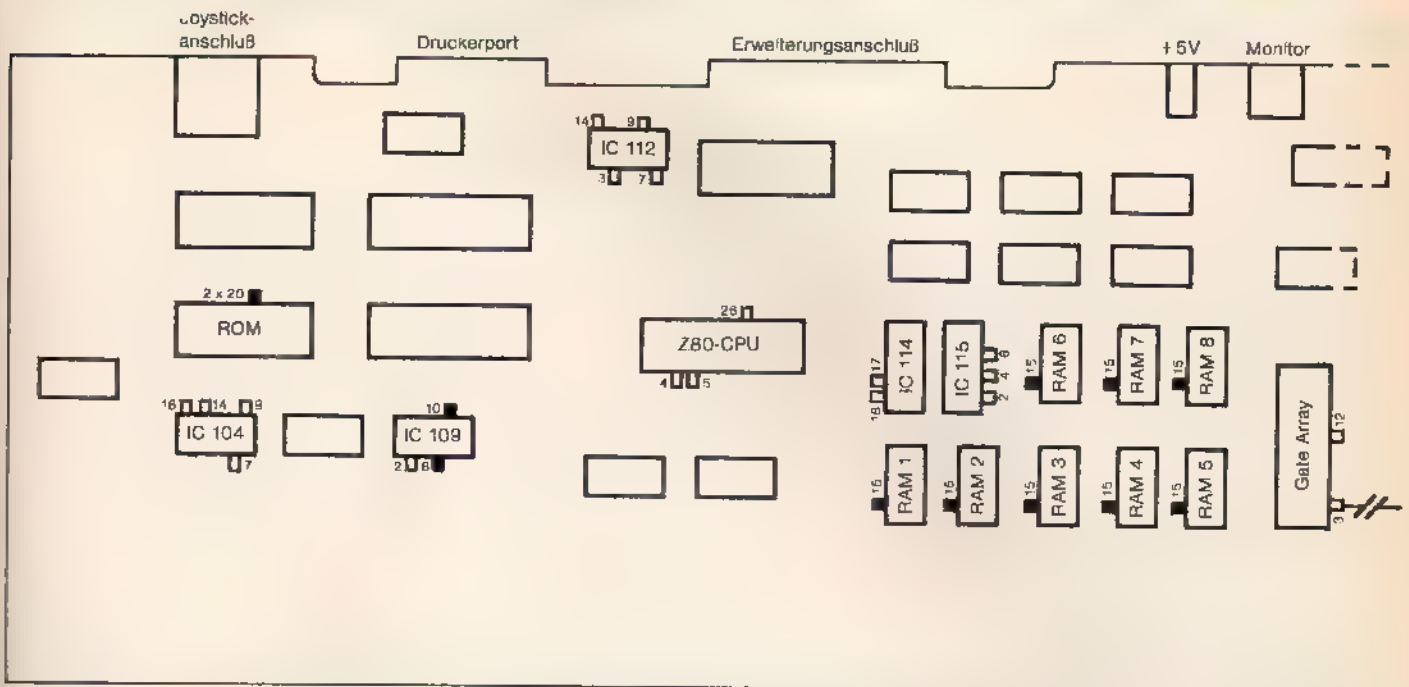 Joystick-
anschluß
Druckerport
Erweiterungsanschluß
+ 5V
Monitor
14
9
IC 112
3
7
2 x 20
ROM
26
Z80-CPU
4
5
17
18
IC 114
IC 115
6
4
2
15
RAM 6
15
RAM 7
15
RAM 8
16
14
9
IC 104
7
10
IC 109
2
6
15
RAM 1
15
RAM 2
15
RAM 3
15
RAM 4
15
RAM 5
Gate Array
12
9